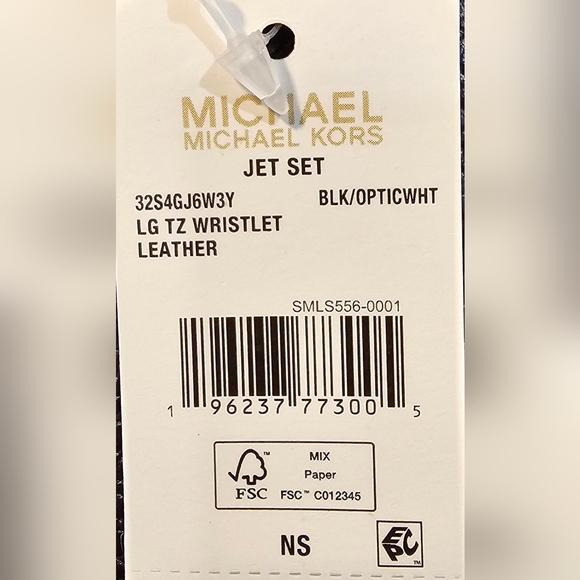 MICHAEL
MICHAEL KORS
JET SET
32S4GJ6W3Y BLK/OPTICWHT
LG TZ WRISTLET
LEATHER
SMLS556-0001
1 96237 77300 5
FSC™
MIX
Paper
FSC™ C012345
NS
EPC